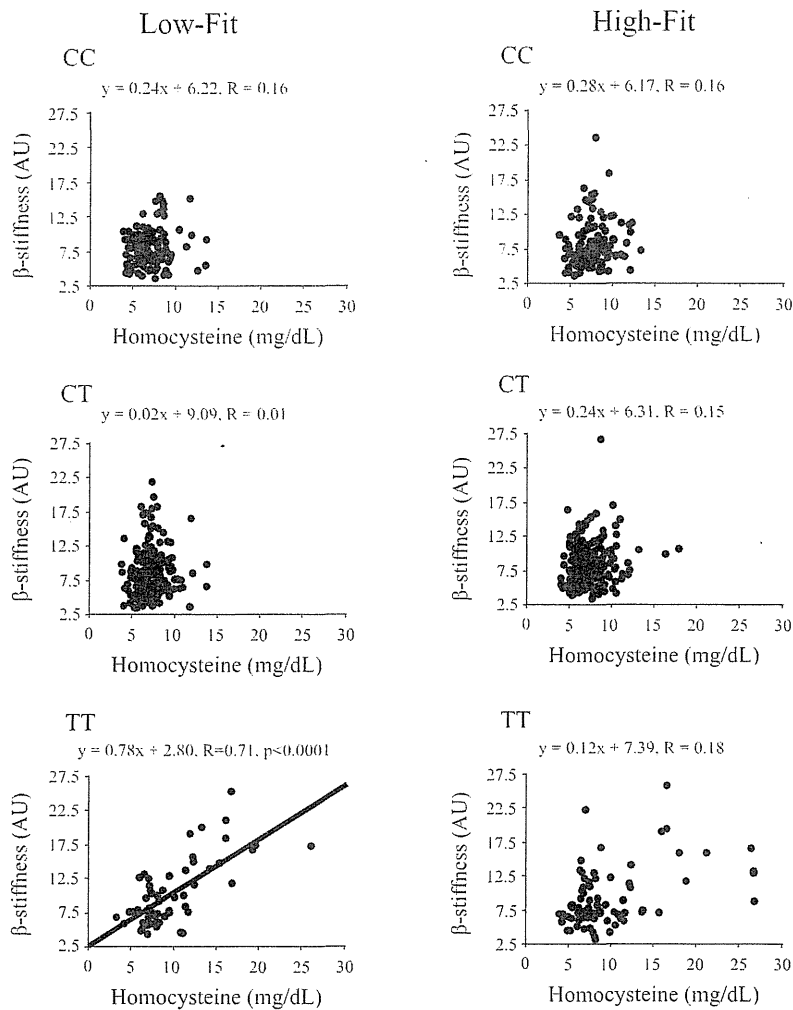 Low-Fit
High-Fit
CC
y = 0.24x + 6.22, R = 0.16
27.5
22.5
17.5
12.5
7.5
2.5
β-stiffness (AU)
0 5 10 15 20 25 30
Homocysteine (mg/dL)
CC
y = 0.28x + 6.17, R = 0.16
27.5
22.5
17.5
12.5
7.5
2.5
β-stiffness (AU)
0 5 10 15 20 25 30
Homocysteine (mg/dL)
CT
y = 0.02x + 9.09, R = 0.01
27.5
22.5
17.5
12.5
7.5
2.5
β-stiffness (AU)
0 5 10 15 20 25 30
Homocysteine (mg/dL)
CT
y = 0.24x + 6.31, R = 0.15
27.5
22.5
17.5
12.5
7.5
2.5
β-stiffness (AU)
0 5 10 15 20 25 30
Homocysteine (mg/dL)
TT
y = 0.78x + 2.80, R=0.71, p<0.0001
27.5
22.5
17.5
12.5
7.5
2.5
β-stiffness (AU)
0 5 10 15 20 25 30
Homocysteine (mg/dL)
TT
y = 0.12x + 7.39, R = 0.18
27.5
22.5
17.5
12.5
7.5
2.5
β-stiffness (AU)
0 5 10 15 20 25 30
Homocysteine (mg/dL)